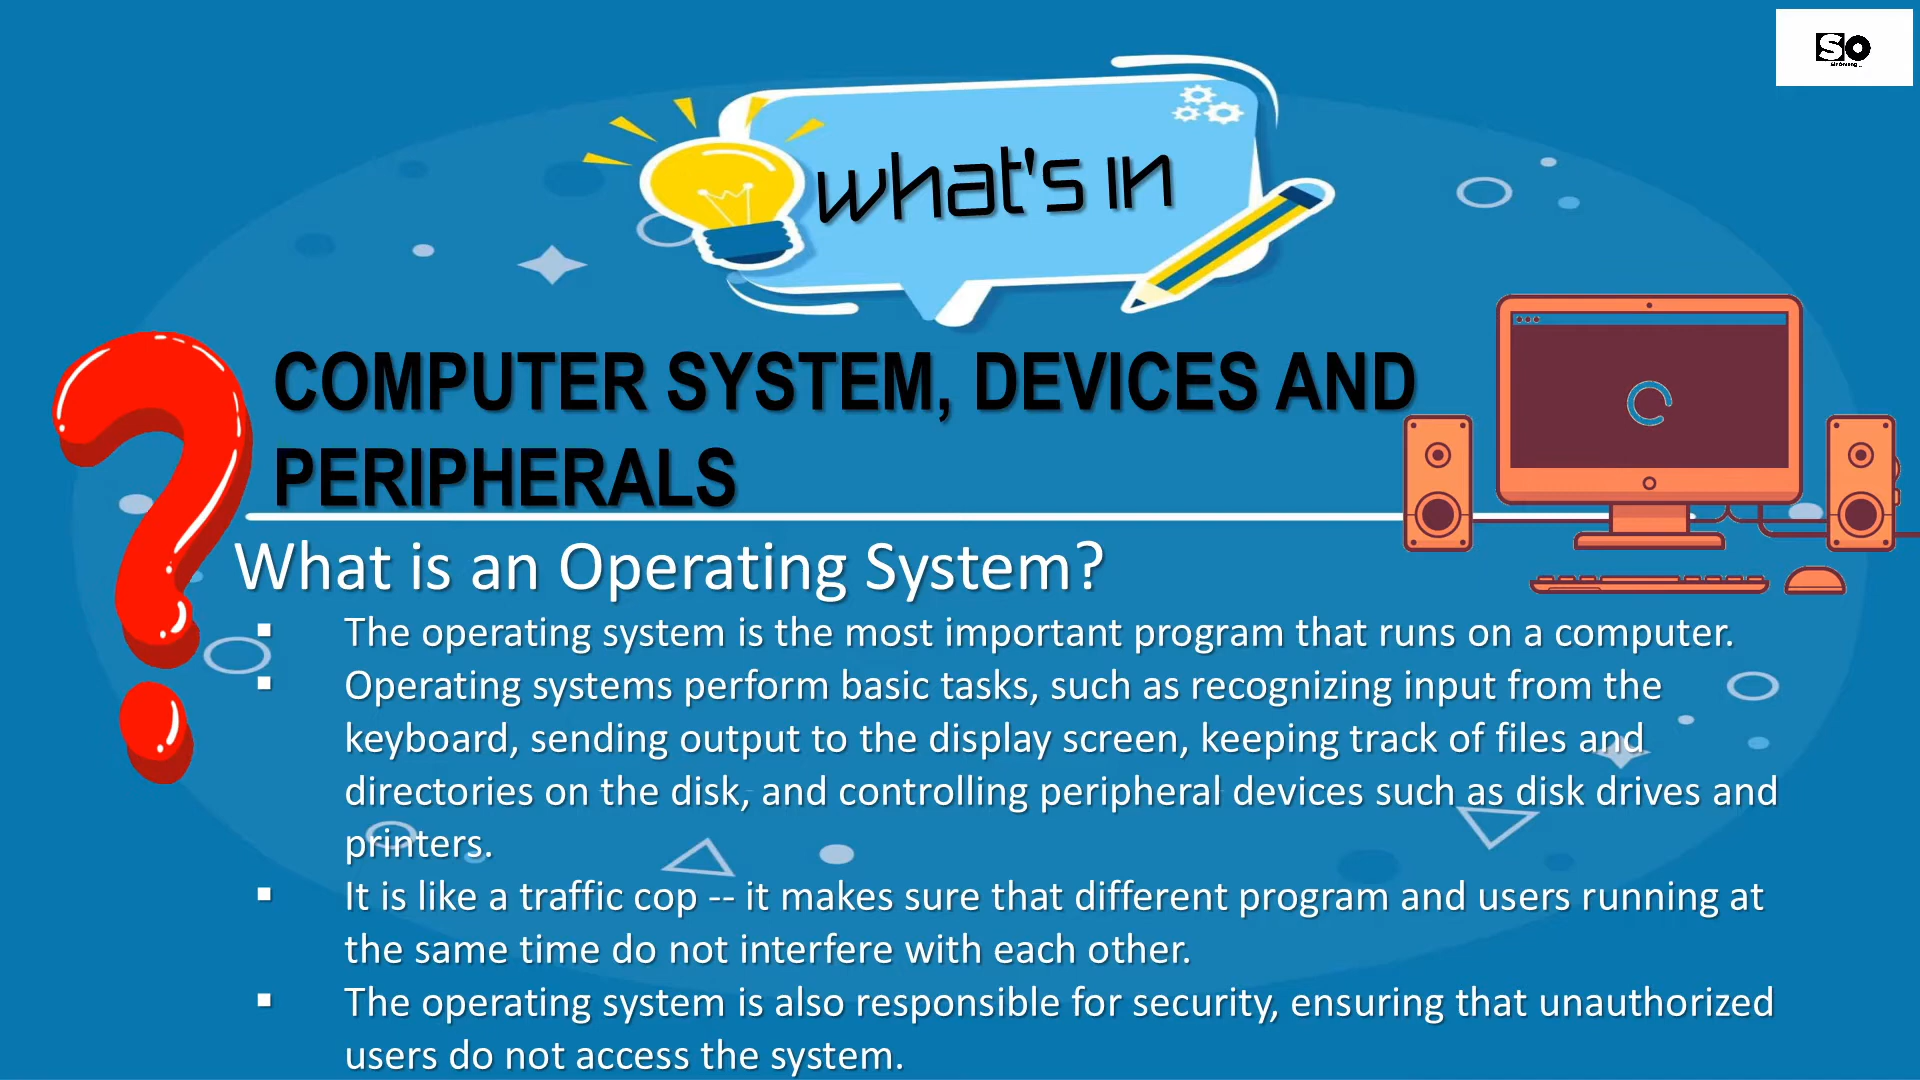 SO
what's in
COMPUTER SYSTEM, DEVICES AND
PERIPHERALS
What is an Operating System?
▪ The operating system is the most important program that runs on a computer.
▪ Operating systems perform basic tasks, such as recognizing input from the
keyboard, sending output to the display screen, keeping track of files and
directories on the disk, and controlling peripheral devices such as disk drives and
printers.
▪ It is like a traffic cop -- it makes sure that different program and users running at
the same time do not interfere with each other.
▪ The operating system is also responsible for security, ensuring that unauthorized
users do not access the system.